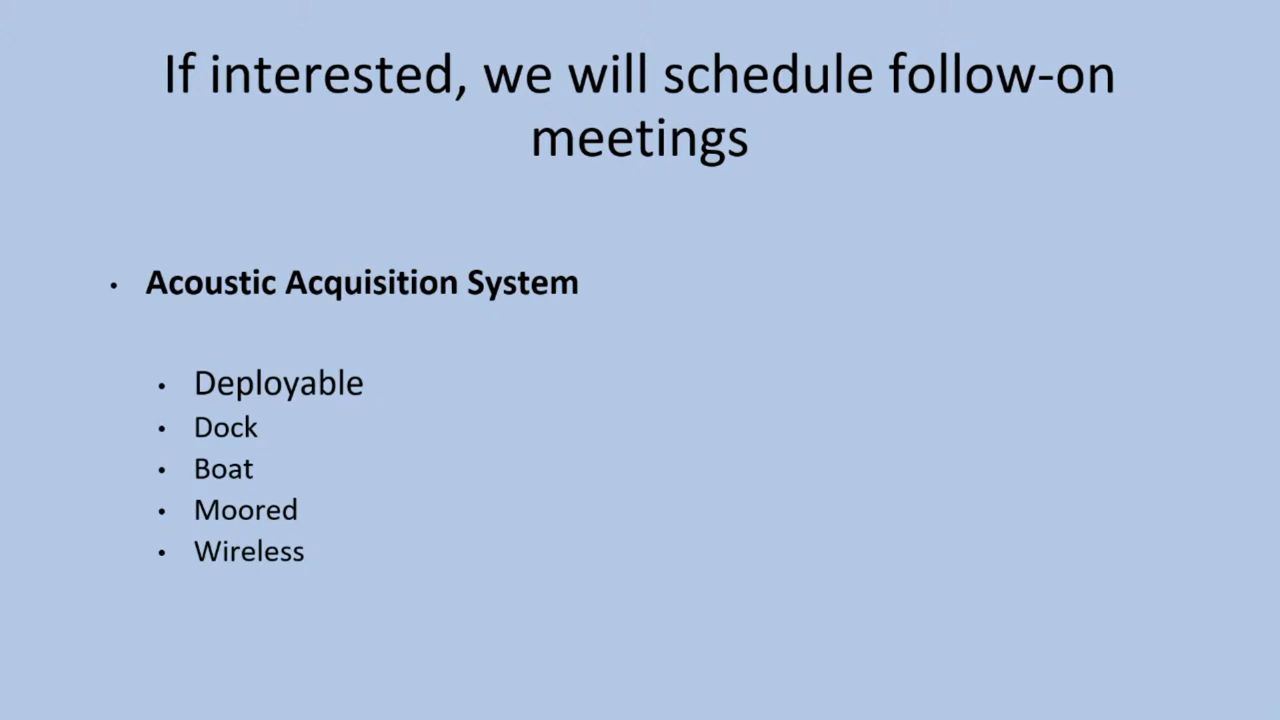 If interested, we will schedule follow-on
meetings
• Acoustic Acquisition System
• Deployable
• Dock
• Boat
• Moored
• Wireless